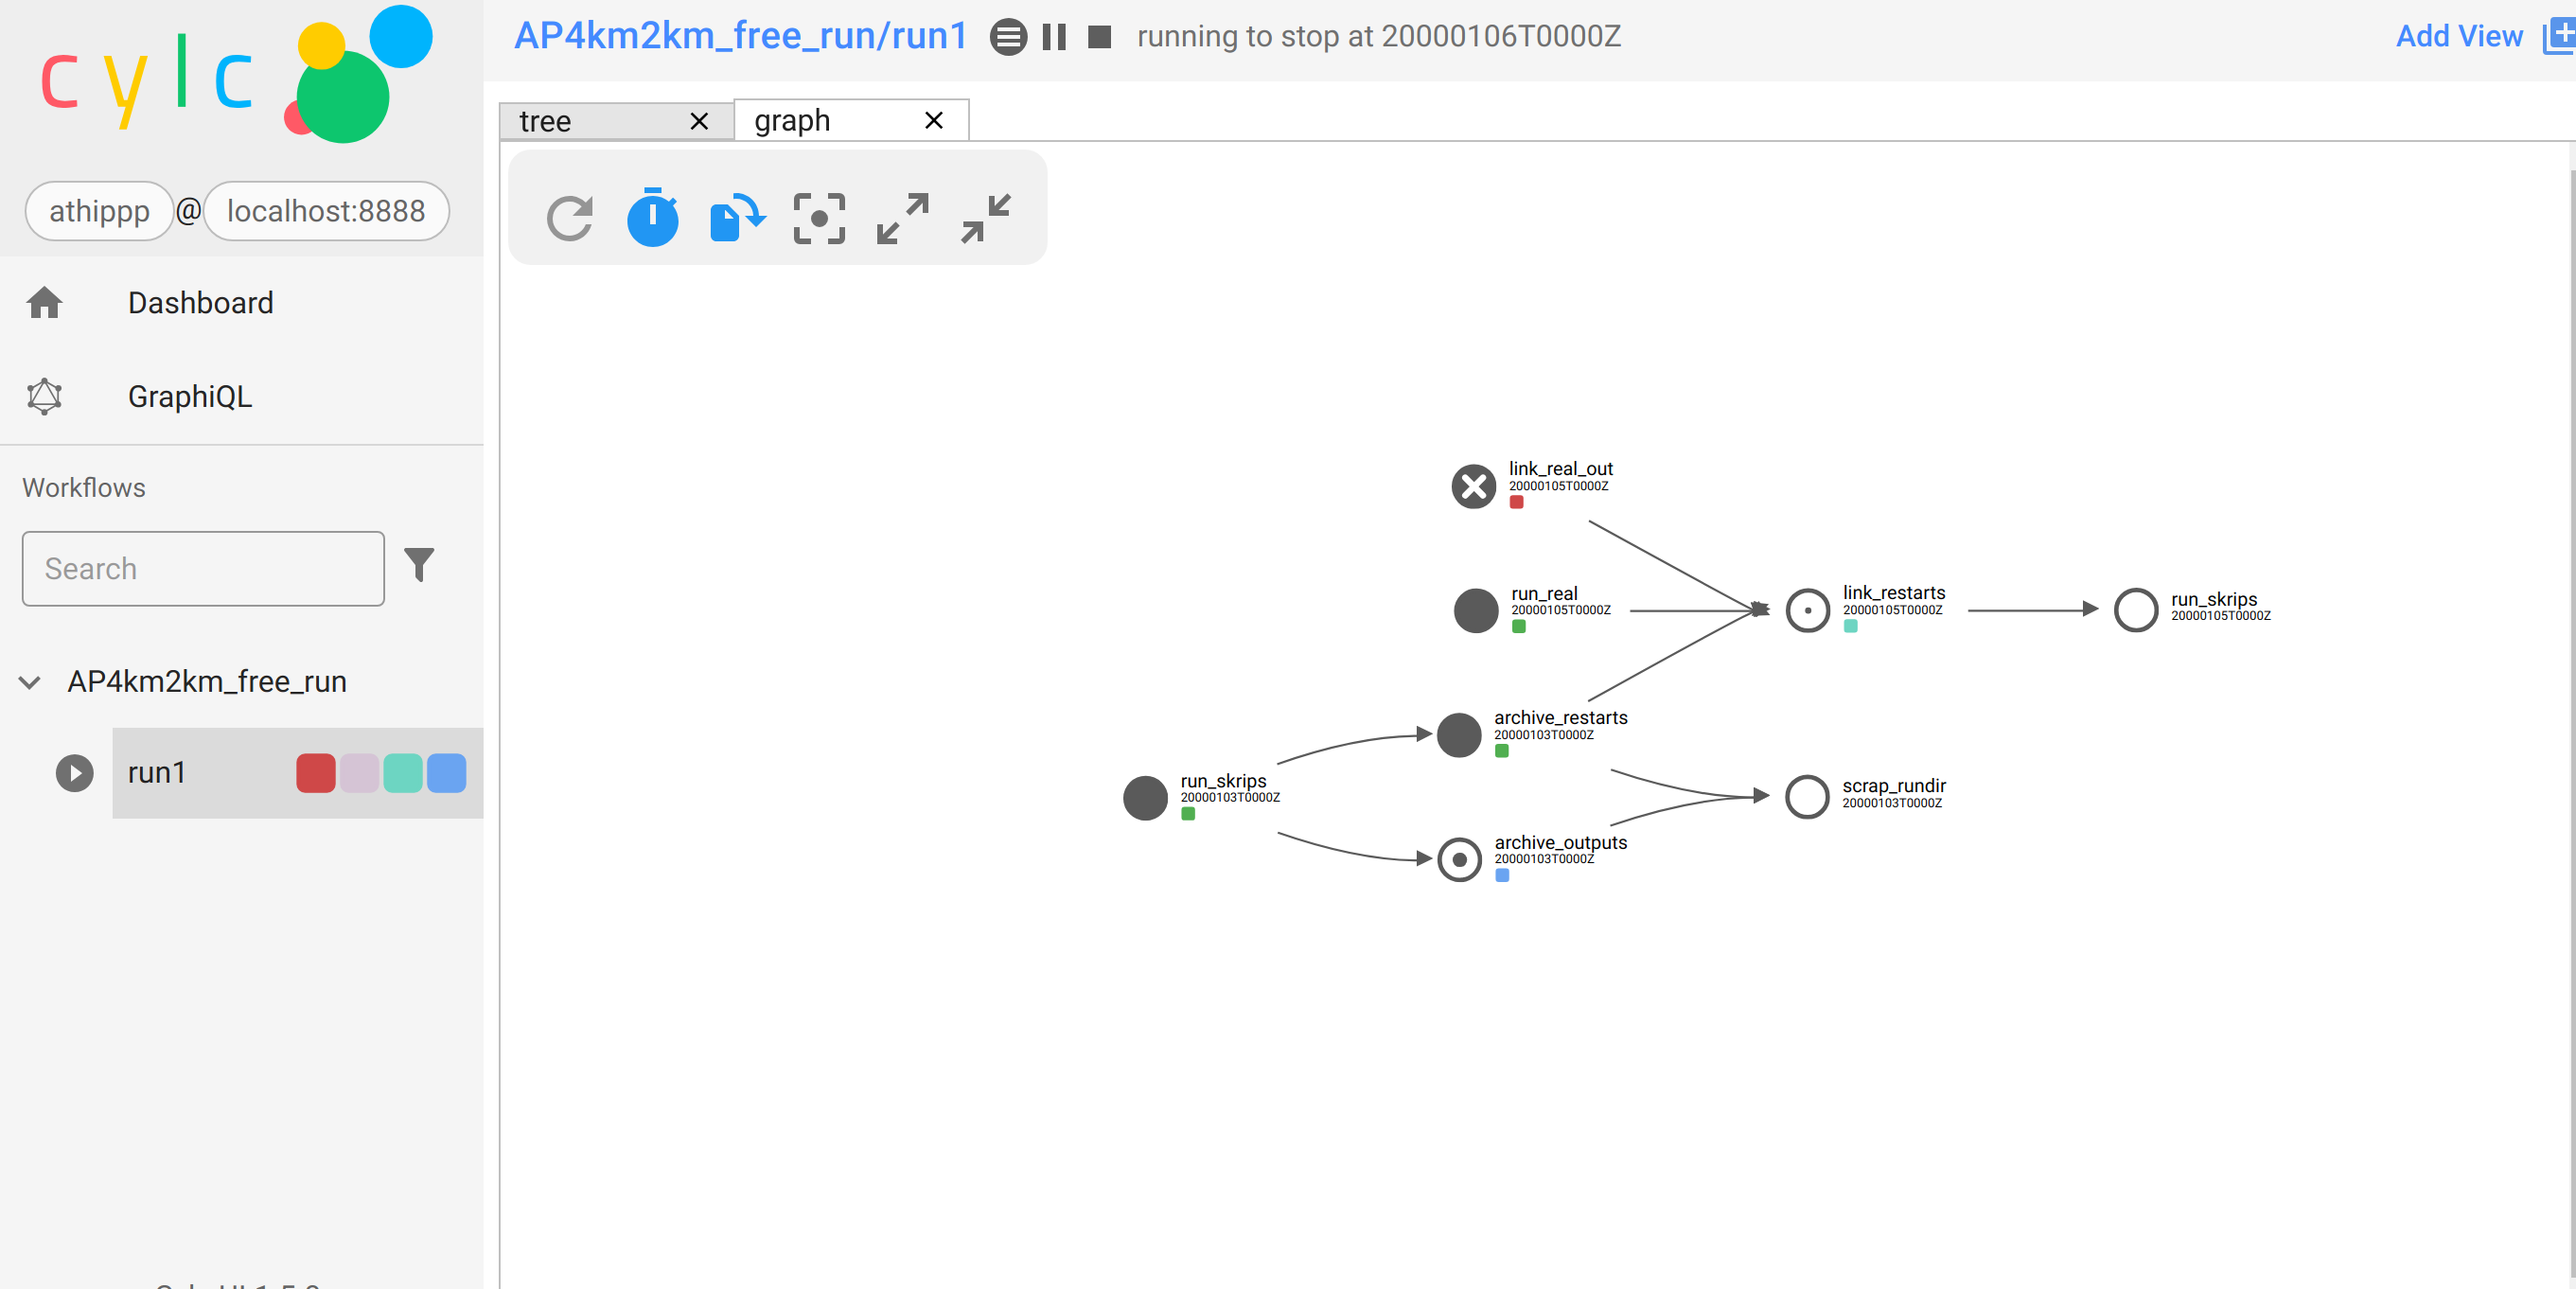 cylc
athippp@localhost:8888
Dashboard
GraphiQL
Workflows
Search
AP4km2km_free_run
run1
AP4km2km_free_run/run1 running to stop at 20000106T0000Z
Add View
tree
graph
link_real_out
20000105T0000Z
run_real
20000105T0000Z
link_restarts
20000105T0000Z
run_skrips
20000105T0000Z
archive_restarts
20000103T0000Z
run_skrips
20000103T0000Z
scrap_rundir
20000103T0000Z
archive_outputs
20000103T0000Z